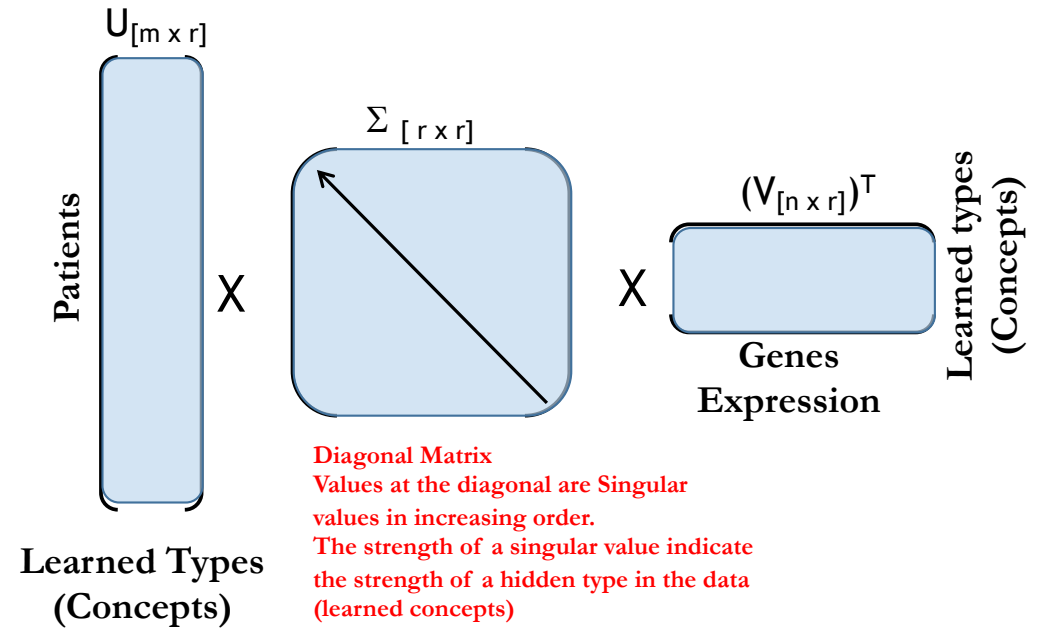 U[m x r]
Patients
X
Learned Types
(Concepts)
Σ [ r x r]
Diagonal Matrix
Values at the diagonal are Singular
values in increasing order.
The strength of a singular value indicate
the strength of a hidden type in the data
(learned concepts)
X
(V[n x r])T
Genes
Expression
Learned types
(Concepts)